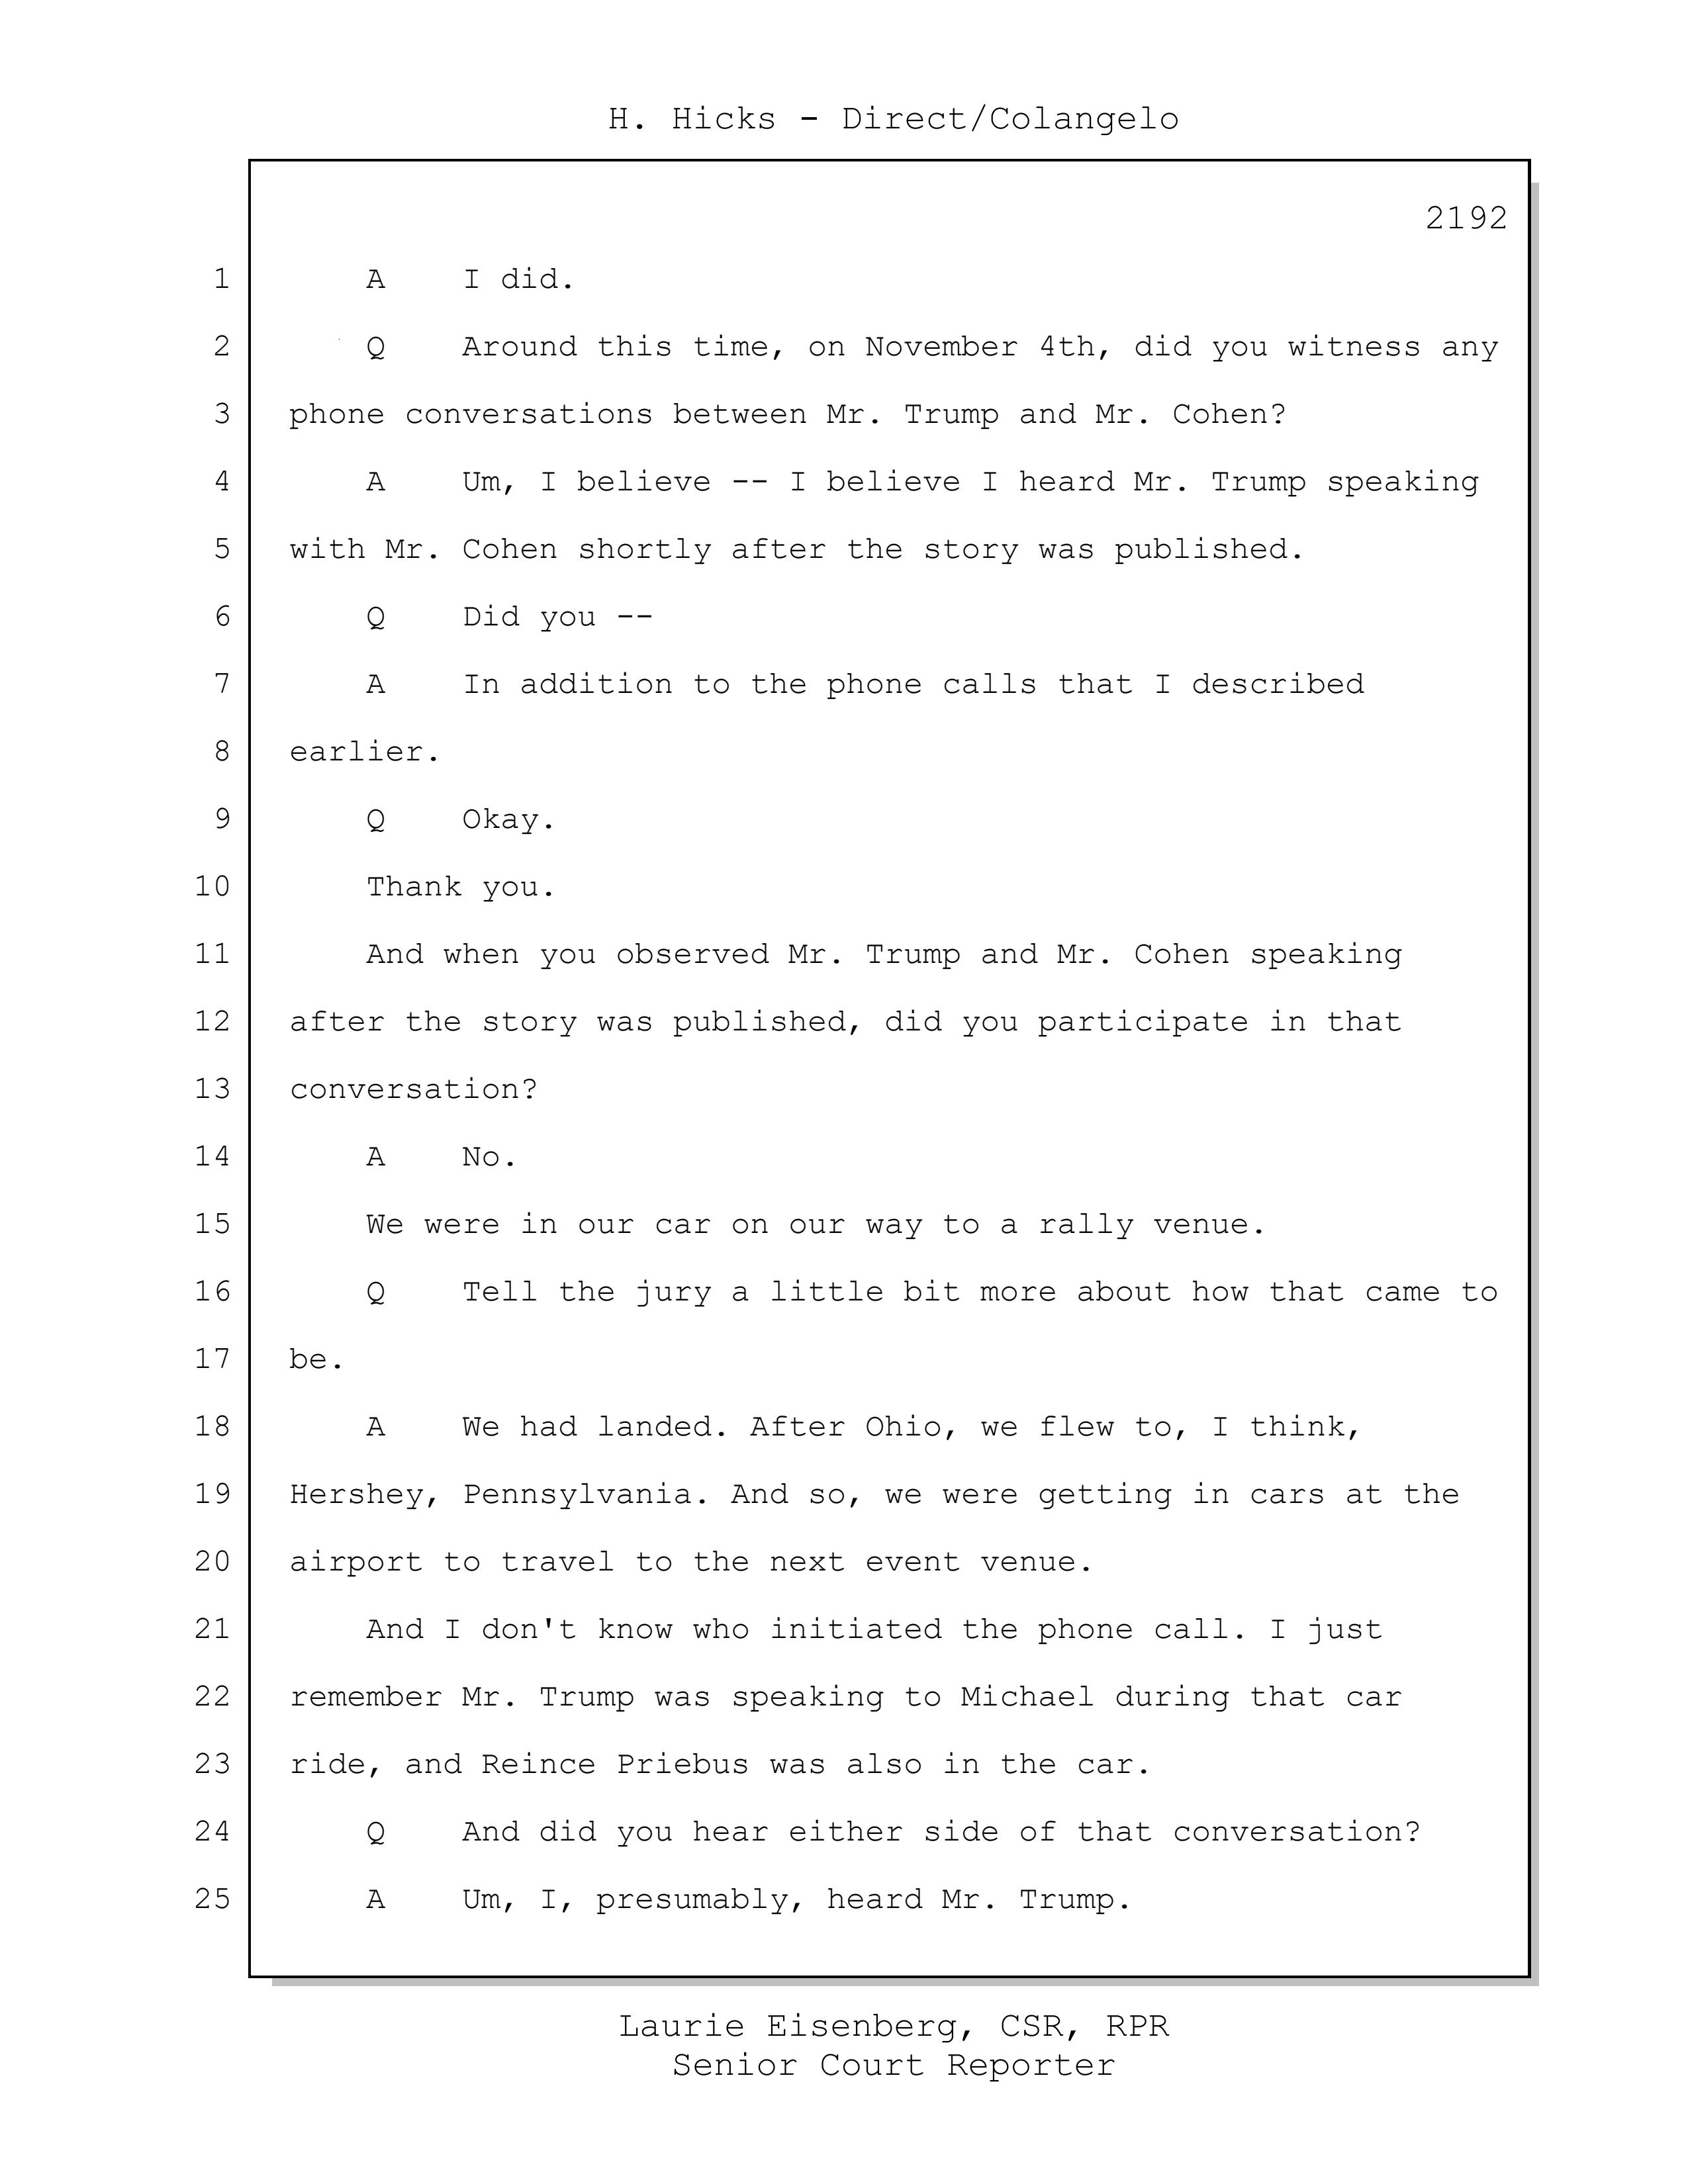 H. Hicks - Direct/Colangelo
2192
1 A I did.
2 Q Around this time, on November 4th, did you witness any
3 phone conversations between Mr. Trump and Mr. Cohen?
4 A Um, I believe -- I believe I heard Mr. Trump speaking
5 with Mr. Cohen shortly after the story was published.
6 Q Did you --
7 A In addition to the phone calls that I described
8 earlier.
9 Q Okay.
10 Thank you.
11 And when you observed Mr. Trump and Mr. Cohen speaking
12 after the story was published, did you participate in that
13 conversation?
14 A No.
15 We were in our car on our way to a rally venue.
16 Q Tell the jury a little bit more about how that came to
17 be.
18 A We had landed. After Ohio, we flew to, I think,
19 Hershey, Pennsylvania. And so, we were getting in cars at the
20 airport to travel to the next event venue.
21 And I don't know who initiated the phone call. I just
22 remember Mr. Trump was speaking to Michael during that car
23 ride, and Reince Priebus was also in the car.
24 Q And did you hear either side of that conversation?
25 A Um, I, presumably, heard Mr. Trump.
Laurie Eisenberg, CSR, RPR
Senior Court Reporter